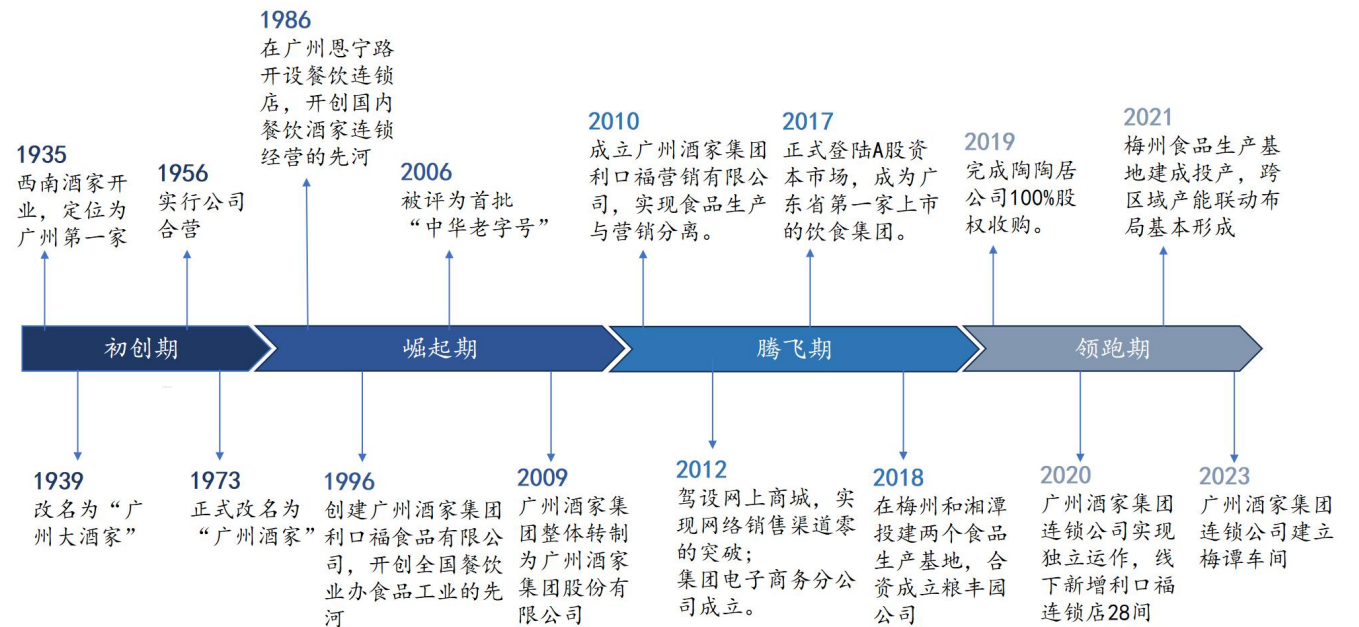 1935
西南酒家开
业，定位为
广州第一家
1956
实行公司
合营
1986
在广州恩宁路
开设餐饮连锁
店，开创国内
餐饮酒家连锁
经营的先河
2006
被评为首批
“中华老字号”
2010
成立广州酒家集团
利口福营销有限公
司，实现食品生产
与营销分离。
2017
正式登陆A股资
本市场，成为广
东省第一家上市
的饮食集团。
2019
完成陶陶居
公司100%股
权收购。
2021
梅州食品生产基
地建成投产，跨
区域产能联动布
局基本形成
初创期
崛起期
腾飞期
领跑期
1939
改名为“广
州大酒家”
1973
正式改名为
“广州酒家”
1996
创建广州酒家集团
利口福食品有限公
司，开创全国餐饮
业办食品工业的先
河
2009
广州酒家集
团整体转制
为广州酒家
集团股份有
限公司
2012
驾设网上商城，实
现网络销售渠道零
的突破；
集团电子商务分公
司成立。
2018
在梅州和湘潭
投建两个食品
生产基地，合
资成立粮丰园
公司
2020
广州酒家集团
连锁公司实现
独立运作，线
下新增利口福
连锁店28间
2023
广州酒家集团
连锁公司建立
梅谭车间